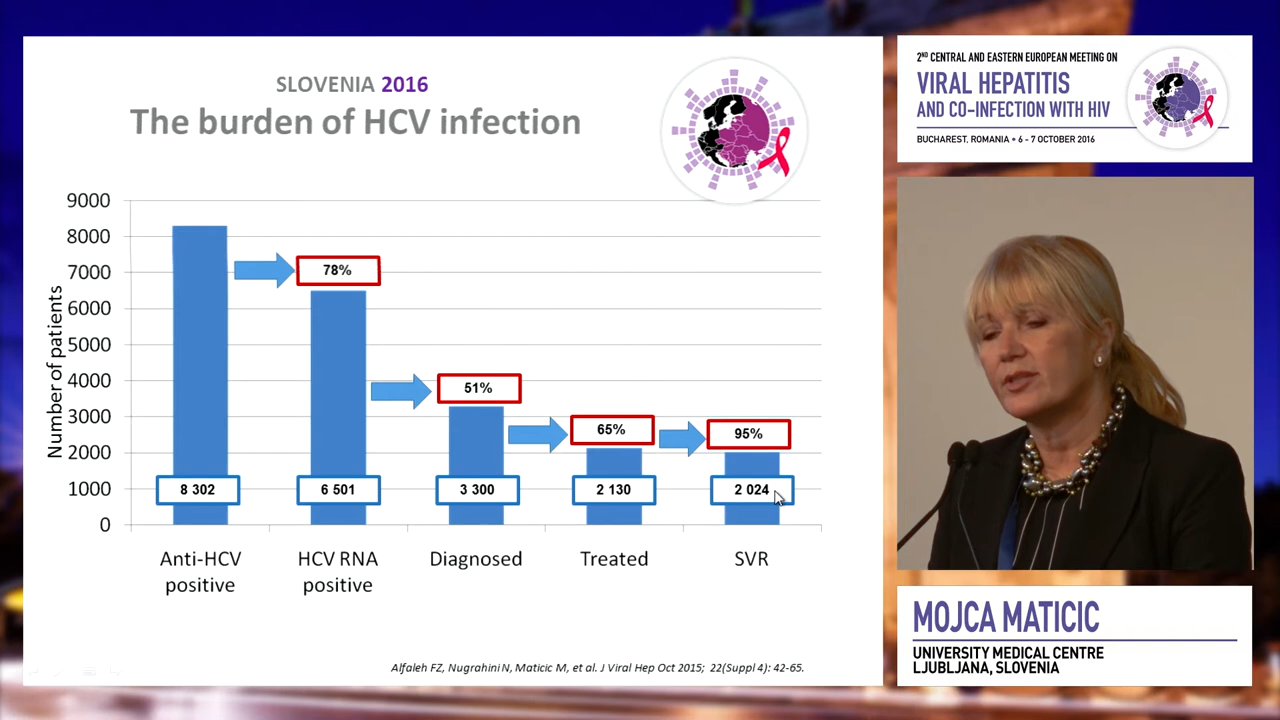 SLOVENIA 2016
The burden of HCV infection
Number of patients
9000
8000
7000
6000
5000
4000
3000
2000
1000
0
78%
51%
65%
95%
8 302
6 501
3 300
2 130
2 024
Anti-HCV
positive
HCV RNA
positive
Diagnosed
Treated
SVR
Alfaleh FZ, Nugrahini N, Maticic M, et al. J Viral Hep Oct 2015; 22(Suppl 4): 42-65.
2ND CENTRAL AND EASTERN EUROPEAN MEETING ON
VIRAL HEPATITIS
AND CO-INFECTION WITH HIV
BUCHAREST, ROMANIA • 6 - 7 OCTOBER 2016
MOJCA MATICIC
UNIVERSITY MEDICAL CENTRE
LJUBLJANA, SLOVENIA